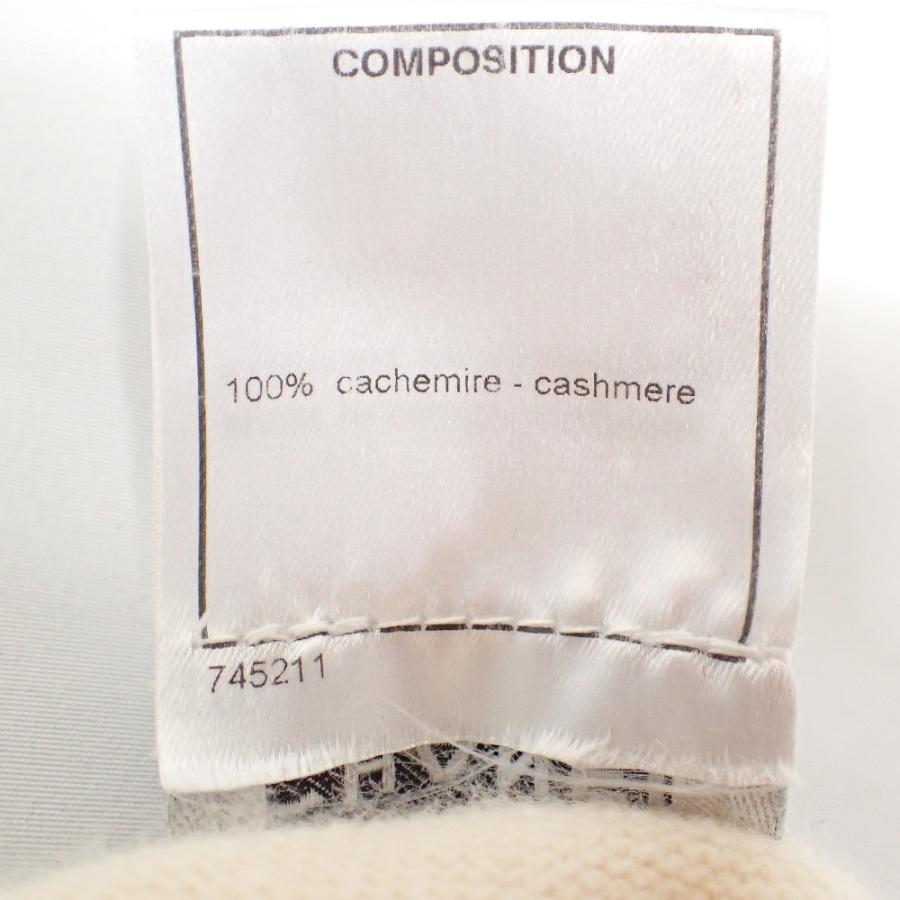 COMPOSITION
100% cachemire - cashmere
745211